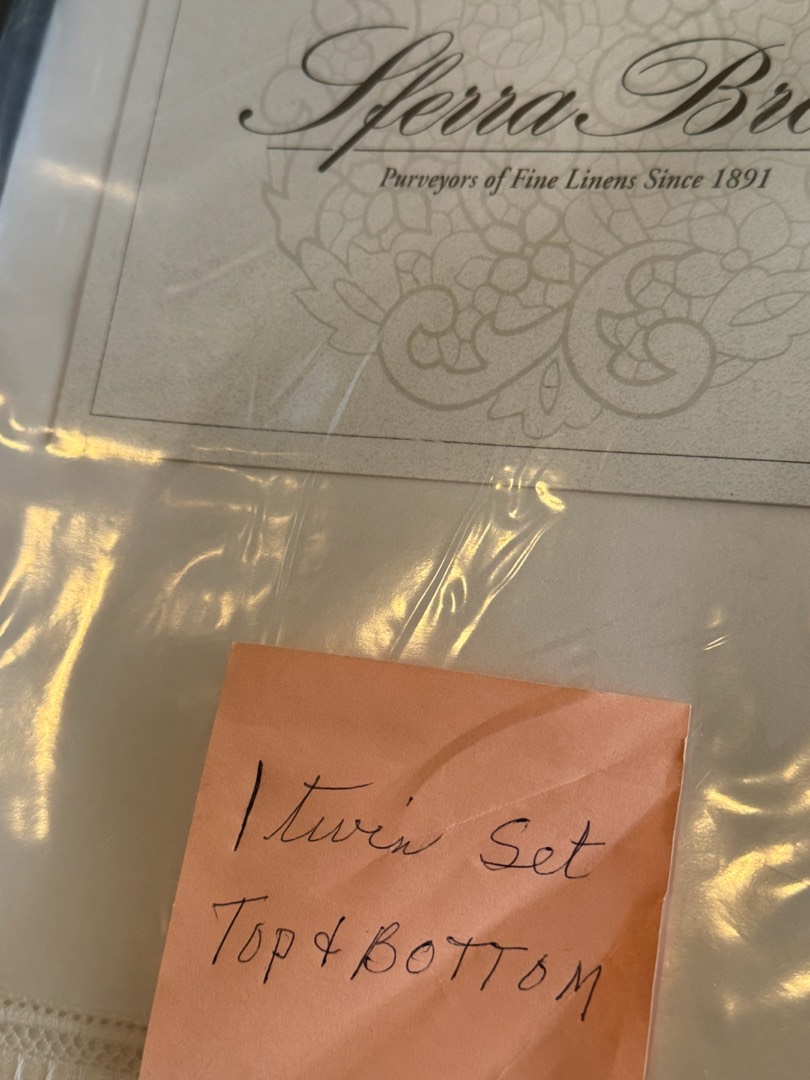 Sferra Bro
Purveyors of Fine Linens Since 1891
1 twin Set
Top & BOTTOM